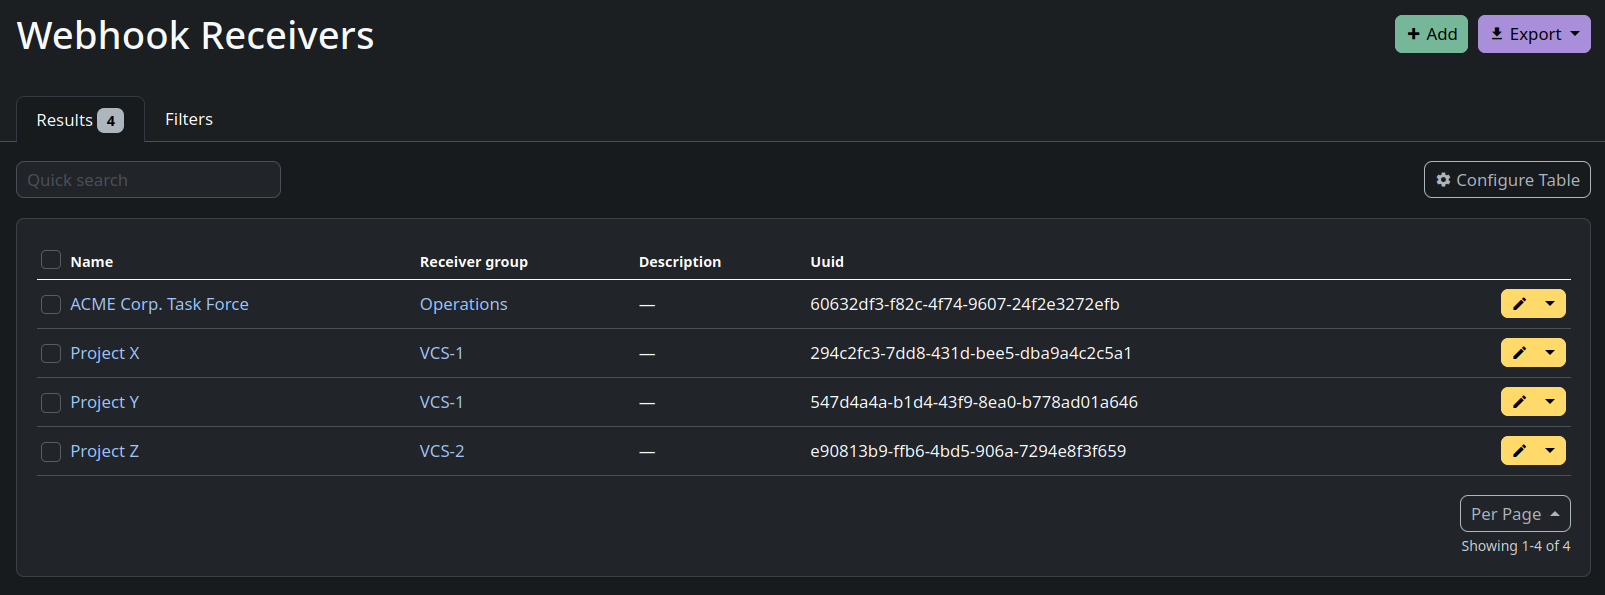 Webhook Receivers
Add
Export
Results 4
Filters
Quick search
Configure Table
Name Receiver group Description Uuid
ACME Corp. Task Force Operations — 60632df3-f82c-4f74-9607-24f2e3272efb
Project X VCS-1 — 294c2fc3-7dd8-431d-bee5-dba9a4c2c5a1
Project Y VCS-1 — 547d4a4a-b1d4-43f9-8ea0-b778ad01a646
Project Z VCS-2 — e90813b9-ffb6-4bd5-906a-7294e8f3f659
Per Page
Showing 1-4 of 4